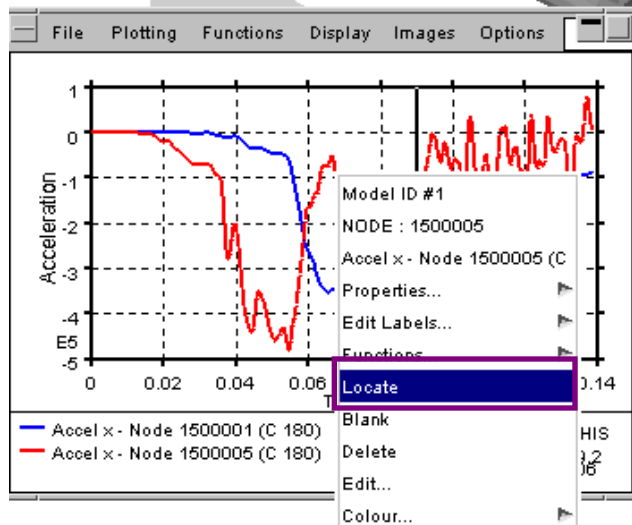 File Plotting Functions Display Images Options
1
0
-1
-2
-3
-4
E5
-5
Acceleration
0 0.02 0.04 0.06 0.14
T
Model ID #1
NODE : 1500005
Accel x - Node 1500005 (C
Properties...
Edit Labels...
Functions
Locate
Blank
Delete
Edit...
Colour...
Accel x - Node 1500001 (C 180)
Accel x - Node 1500005 (C 180)
HIS